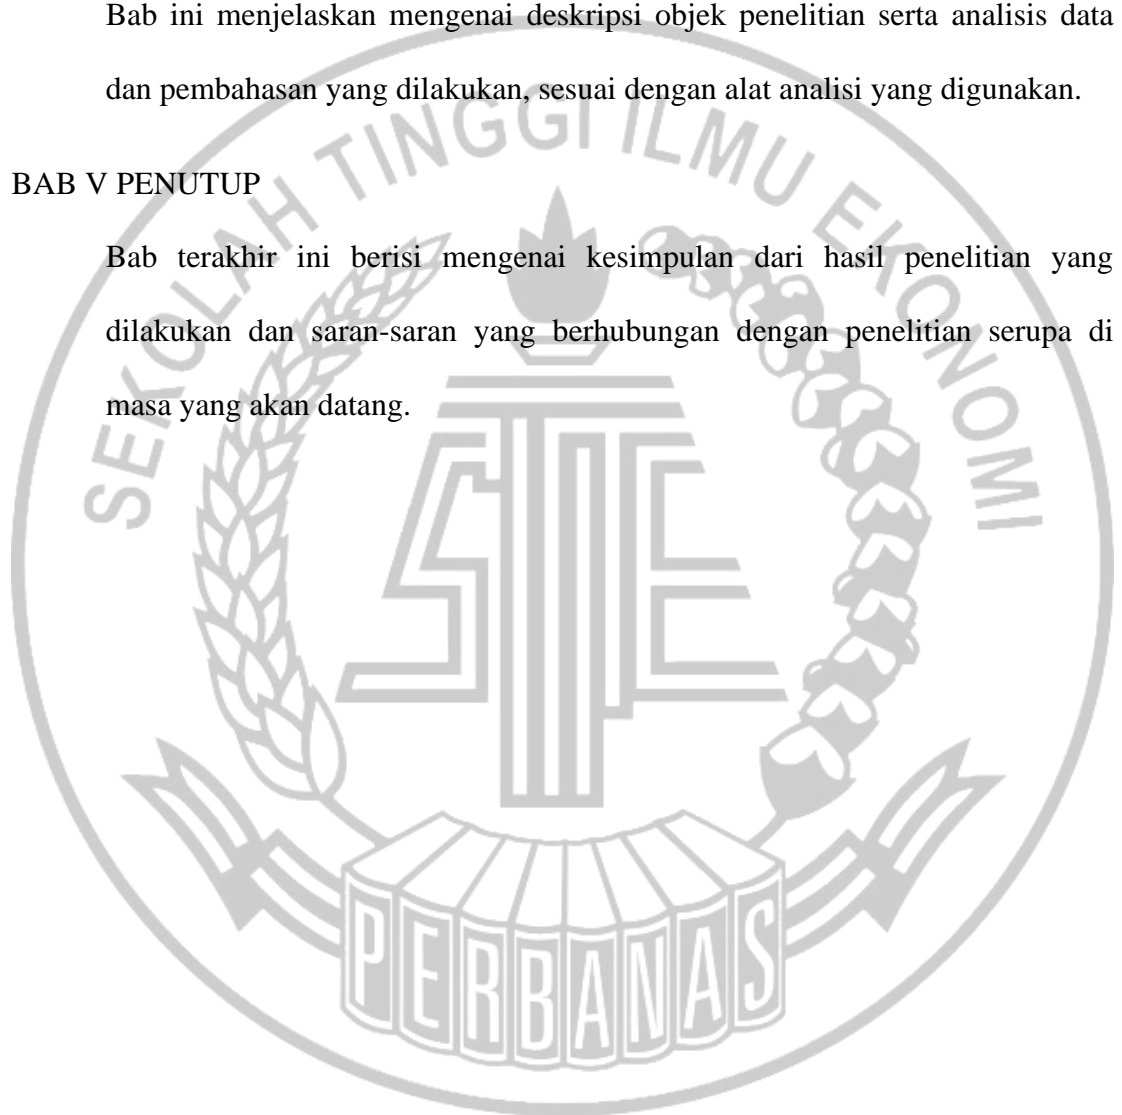 Bab ini menjelaskan mengenai deskripsi objek penelitian serta analisis data
dan pembahasan yang dilakukan, sesuai dengan alat analisi yang digunakan.
BAB V PENUTUP
Bab terakhir ini berisi mengenai kesimpulan dari hasil penelitian yang
dilakukan dan saran-saran yang berhubungan dengan penelitian serupa di
masa yang akan datang.
SEKOLAH TINGGI ILMU EKONOMI
STIE
PERBANAS